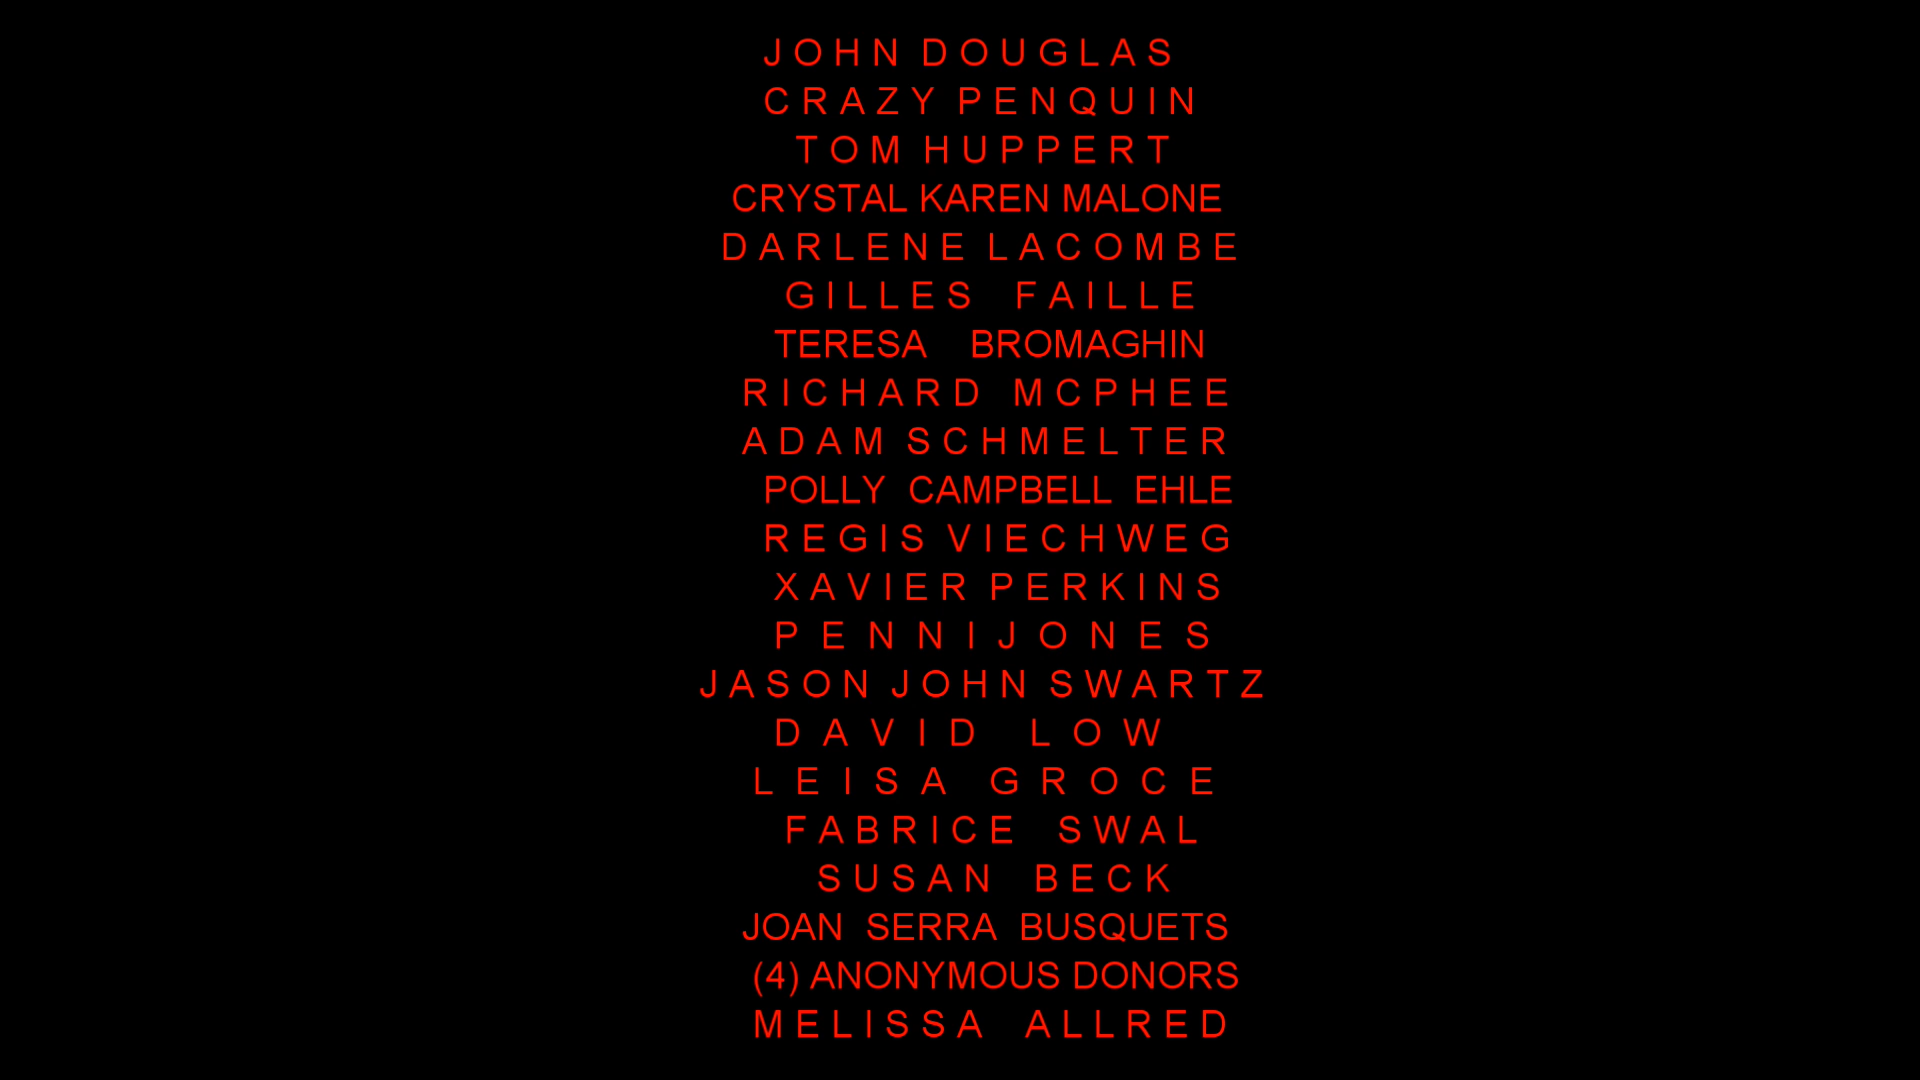 JOHN DOUGLAS
CRAZY PENQUIN
TOM HUPPERT
CRYSTAL KAREN MALONE
DARLENE LACOMBE
GILLES FAILLE
TERESA BROMAGHIN
RICHARD MCPHEE
ADAM SCHMELTER
POLLY CAMPBELL EHLE
REGIS VIECHWEG
XAVIER PERKINS
PENNIJONES
JASON JOHN SWARTZ
DAVID LOW
LEISA GROCE
FABRICE SWAL
SUSAN BECK
JOAN SERRA BUSQUETS
(4) ANONYMOUS DONORS
MELISSA ALLRED